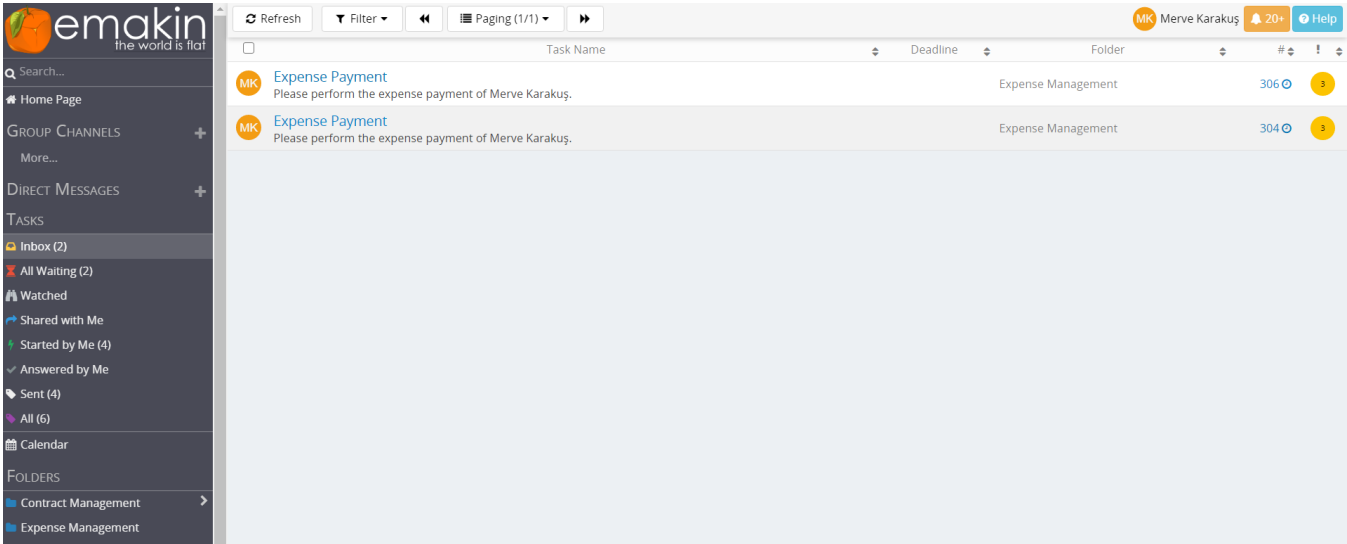 emakin
the world is flat
Search...
Home Page
GROUP CHANNELS
More...
DIRECT MESSAGES
TASKS
Inbox (2)
All Waiting (2)
Watched
Shared with Me
Started by Me (4)
Answered by Me
Sent (4)
All (6)
Calendar
FOLDERS
Contract Management
Expense Management
Refresh Filter Paging (1/1) MK Merve Karakuş 20+ Help
Task Name Deadline Folder # !
MK Expense Payment Expense Management 306 3
Please perform the expense payment of Merve Karakuş.
MK Expense Payment Expense Management 304 3
Please perform the expense payment of Merve Karakuş.